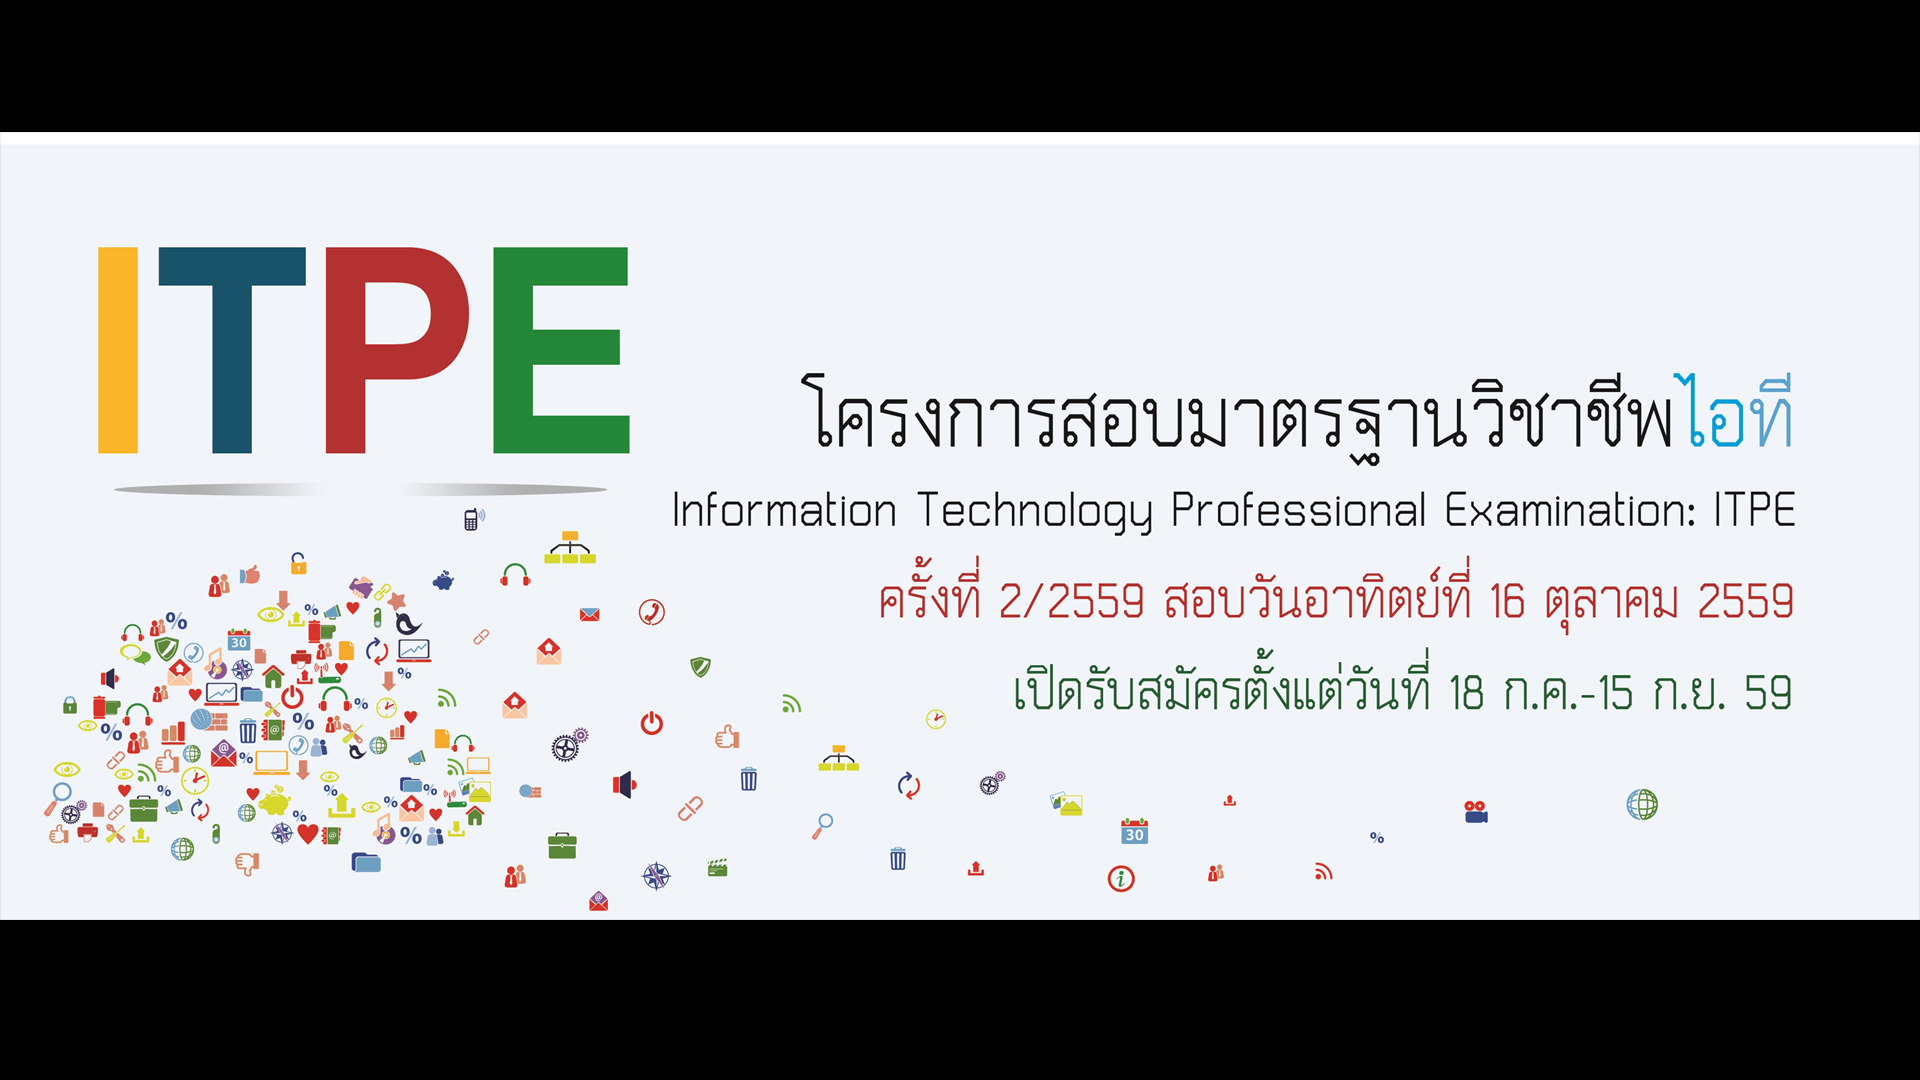 ITPE
โครงการสอบมาตรฐานวิชาชีพไอที
Information Technology Professional Examination: ITPE
ครั้งที่ 2/2559 สอบวันอาทิตย์ที่ 16 ตุลาคม 2559
เปิดรับสมัครตั้งแต่วันที่ 18 ก.ค.-15 ก.ย. 59
30
30